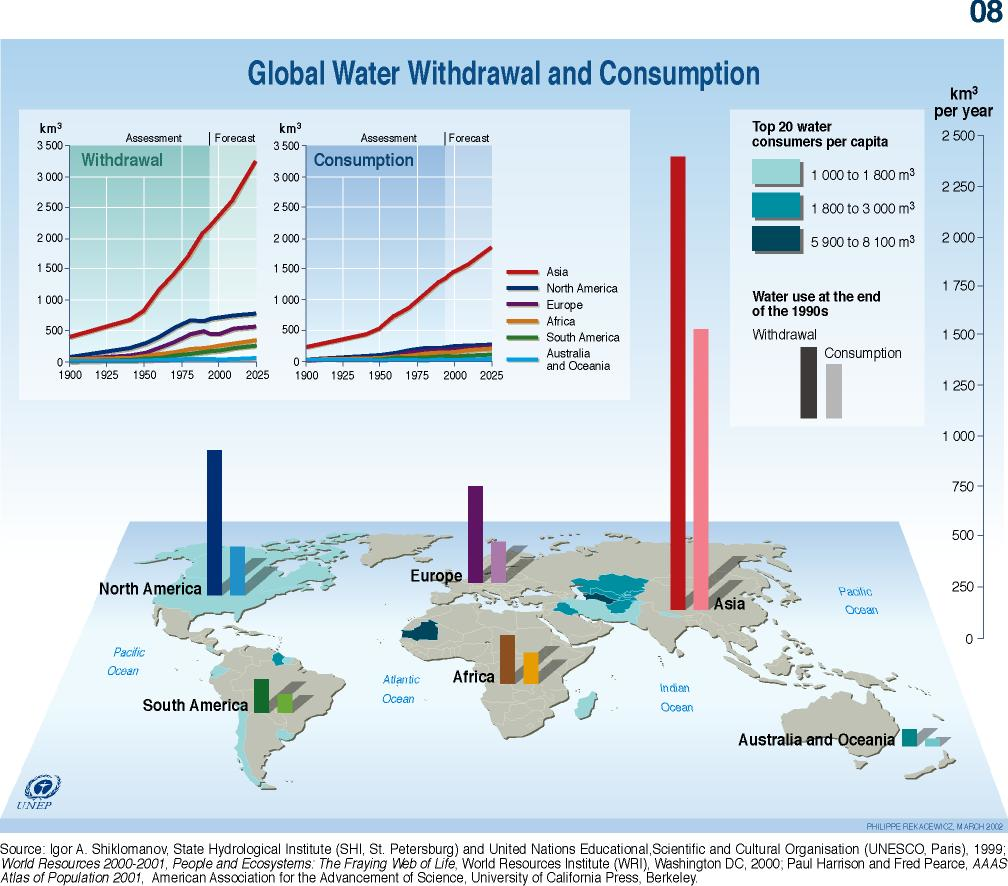 08
Global Water Withdrawal and Consumption
km³
per year
km³
Assessment
Forecast
km³
Assessment
Forecast
3 500
3 000
2 500
2 000
1 500
1 000
500
0
Withdrawal
1900
1925
1950
1975
2000
2025
3 500
3 000
2 500
2 000
1 500
1 000
500
0
Consumption
1900
1925
1950
1975
2000
2025
Asia
North America
Europe
Africa
South America
Australia
and Oceania
Top 20 water
consumers per capita
1 000 to 1 800 m³
1 800 to 3 000 m³
5 900 to 8 100 m³
Water use at the end
of the 1990s
Withdrawal
Consumption
2 500
2 250
2 000
1 750
1 500
1 250
1 000
750
500
250
0
North America
Europe
Asia
Pacific
Ocean
Pacific
Ocean
Africa
Atlantic
Ocean
Indian
Ocean
South America
Australia and Oceania
UNEP
PHILIPPE REKACEWICZ, MARCH 2002
Source: Igor A. Shiklomanov, State Hydrological Institute (SHI, St. Petersburg) and United Nations Educational,Scientific and Cultural Organisation (UNESCO, Paris), 1999;
World Resources 2000-2001, People and Ecosystems: The Fraying Web of Life, World Resources Institute (WRI), Washington DC, 2000; Paul Harrison and Fred Pearce, AAAS
Atlas of Population 2001, American Association for the Advancement of Science, University of California Press, Berkeley.